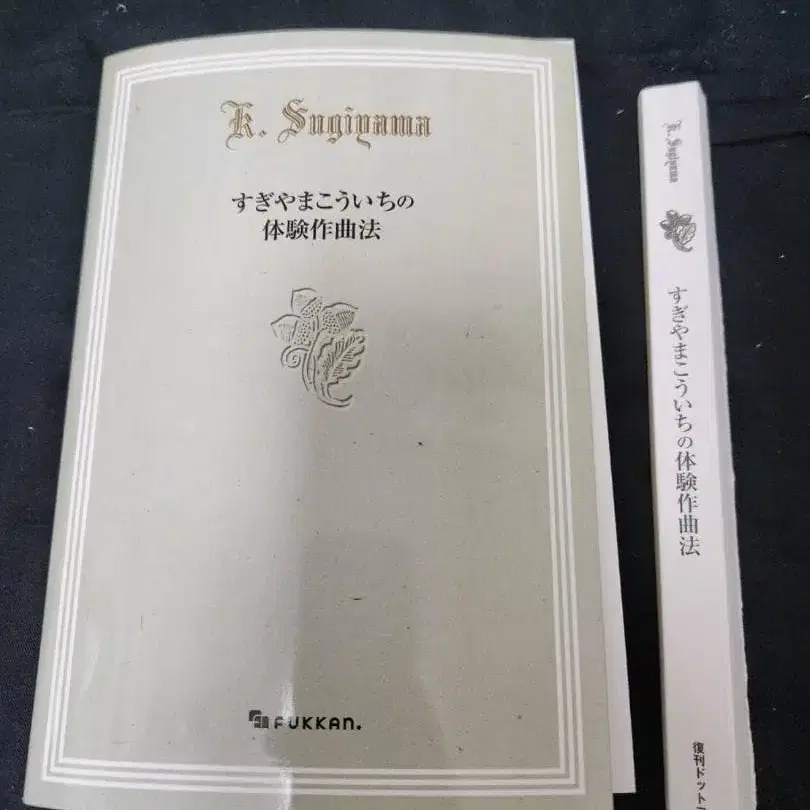 K. Sugiyama
すぎやまこういちの
体験作曲法
FUKKAN.
K. Sugiyama
すぎやまこういちの体験作曲法
復刊ドット